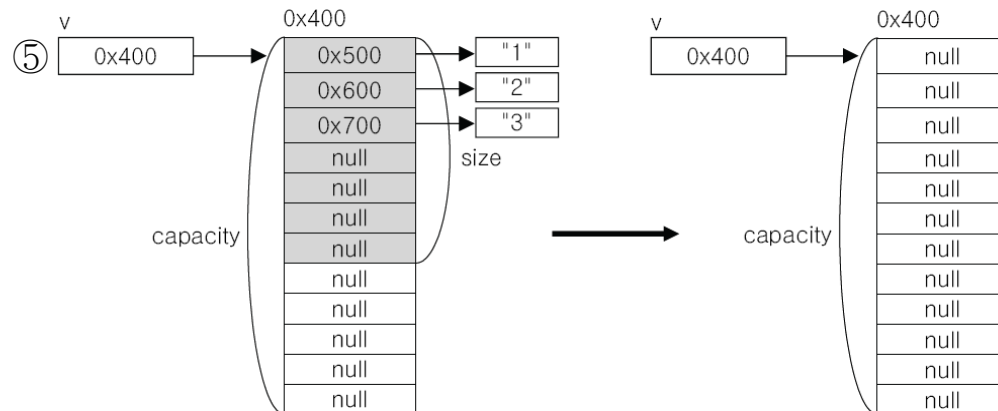 ⑤
v
0x400
0x400
0x500
0x600
0x700
null
null
null
null
null
null
null
null
null
"1"
"2"
"3"
size
capacity
v
0x400
0x400
null
null
null
null
null
null
null
null
null
null
null
null
capacity